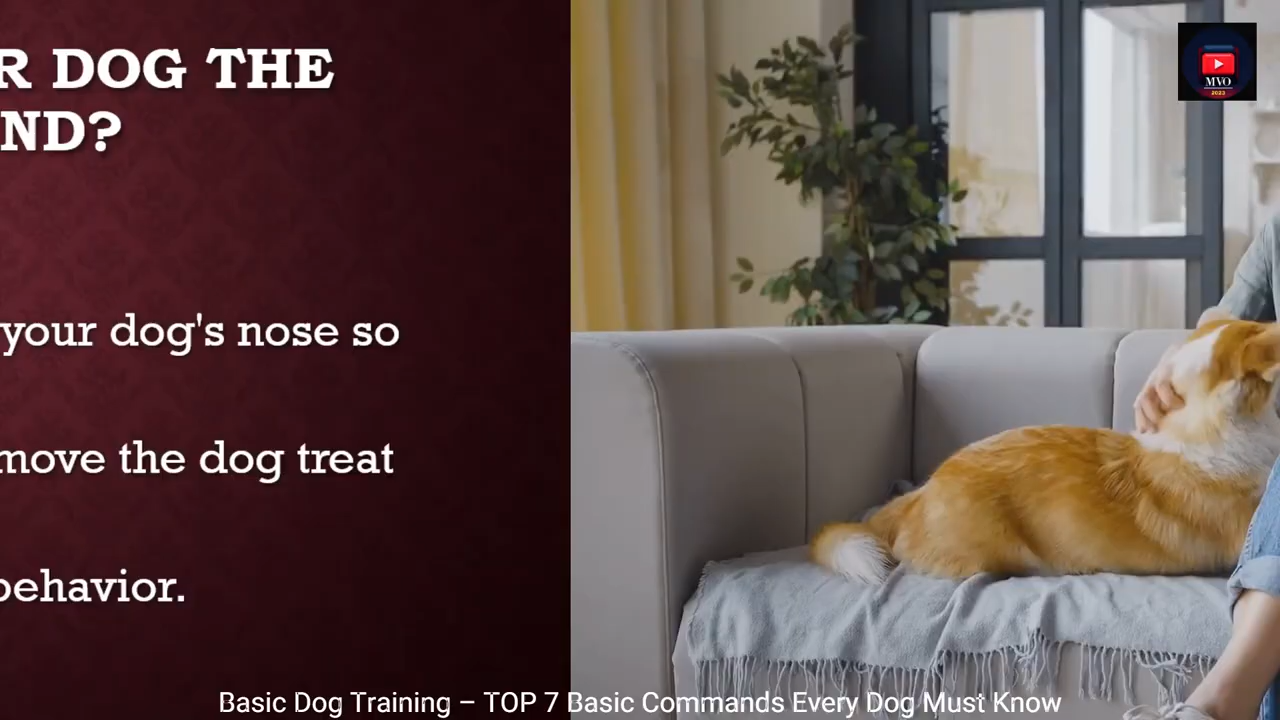 R DOG THE
ND?
your dog's nose so
move the dog treat
behavior.
MVO
2023
Basic Dog Training – TOP 7 Basic Commands Every Dog Must Know